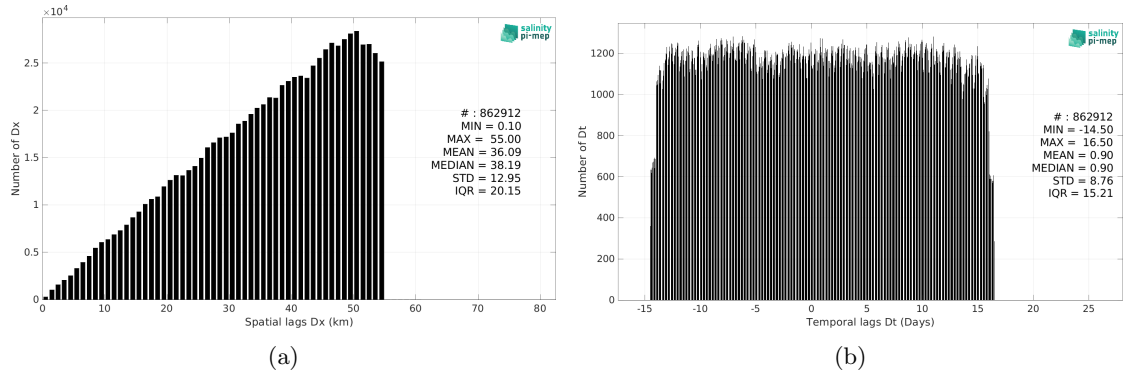 ×10⁴
salinity
pi-mep
2.5
2
1.5
1
0.5
0
Number of Dx
# : 862912
MIN = 0.10
MAX = 55.00
MEAN = 36.09
MEDIAN = 38.19
STD = 12.95
IQR = 20.15
0 10 20 30 40 50 60 70 80
Spatial lags Dx (km)
(a)
salinity
pi-mep
1200
1000
800
600
400
200
0
Number of Dt
# : 862912
MIN = -14.50
MAX = 16.50
MEAN = 0.90
MEDIAN = 0.90
STD = 8.76
IQR = 15.21
-15 -10 -5 0 5 10 15 20 25
Temporal lags Dt (Days)
(b)